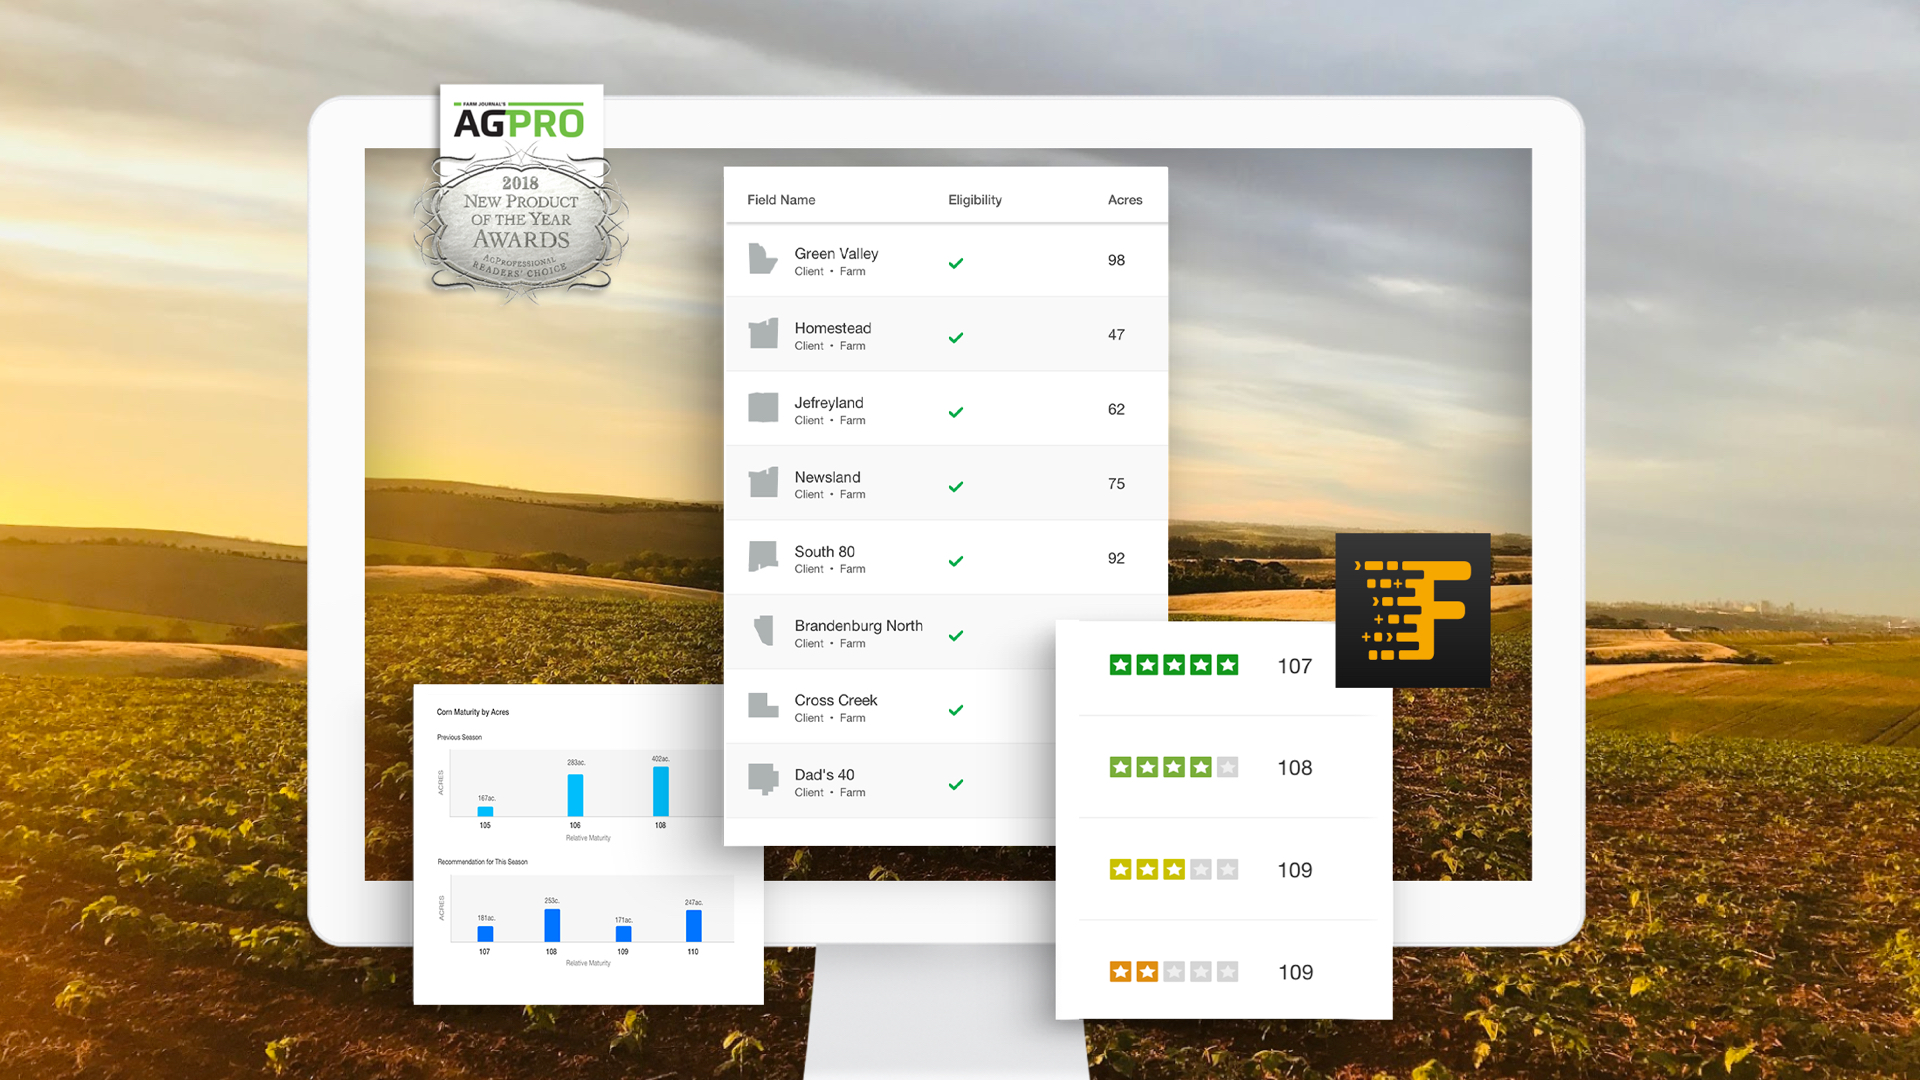 FARM JOURNAL'S
AGPRO
2018
NEW PRODUCT
OF THE YEAR
AWARDS
AGPROFESSIONAL
READERS' CHOICE
Field Name Eligibility Acres
Green Valley
Client • Farm
98
Homestead
Client • Farm
47
Jefreyland
Client • Farm
62
Newsland
Client • Farm
75
South 80
Client • Farm
92
Brandenburg North
Client • Farm
Cross Creek
Client • Farm
Dad's 40
Client • Farm
Corn Maturity by Acres
Previous Season
ACRES
167ac. 283ac. 402ac.
105 106 108
Relative Maturity
Recommendation for This Season
ACRES
181ac. 253c. 171ac. 247ac.
107 108 109 110
Relative Maturity
107
108
109
109
F